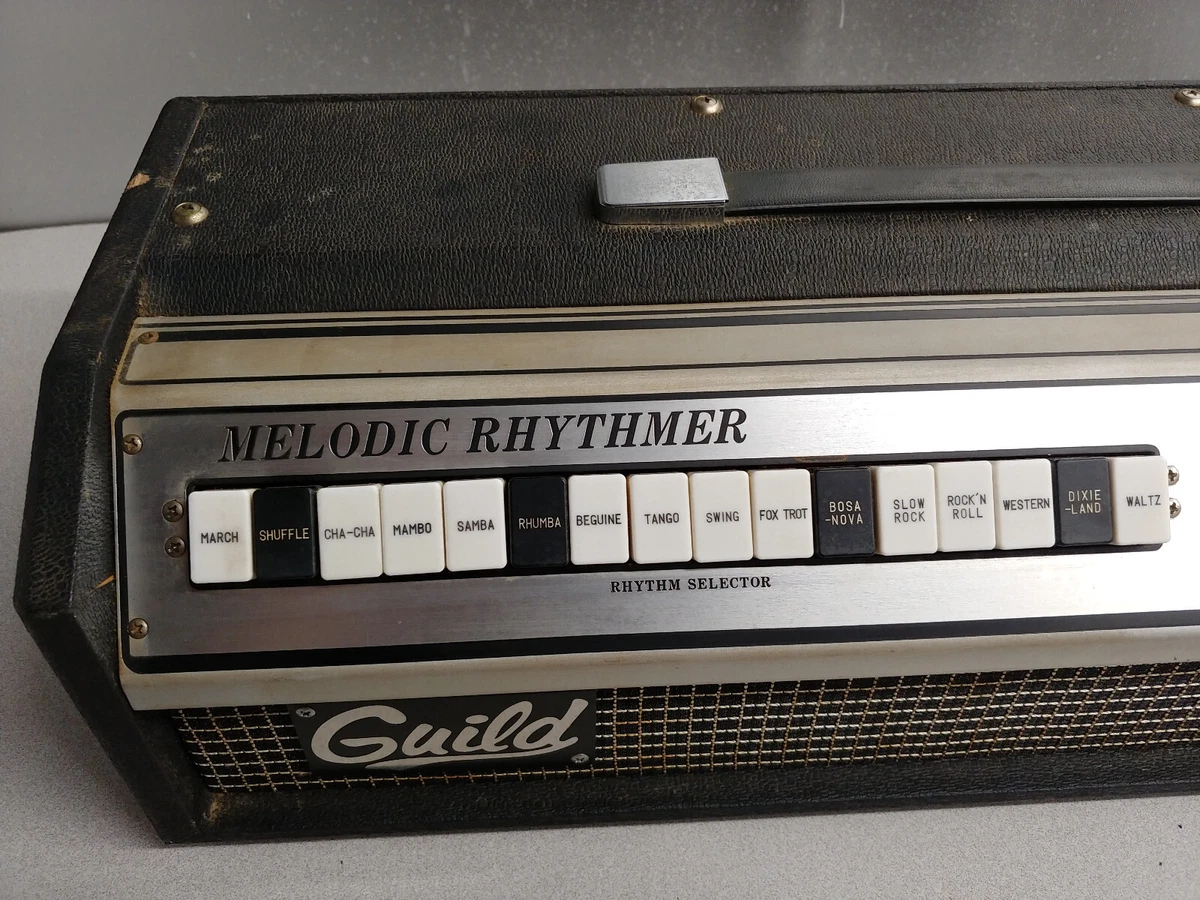 MELODIC RHYTHMER
MARCH
SHUFFLE
CHA-CHA
MAMBO
SAMBA
RHUMBA
BEGUINE
TANGO
SWING
FOX TROT
BOSA
-NOVA
SLOW
ROCK
ROCK'N
ROLL
WESTERN
DIXIE
-LAND
WALTZ
RHYTHM SELECTOR
Guild